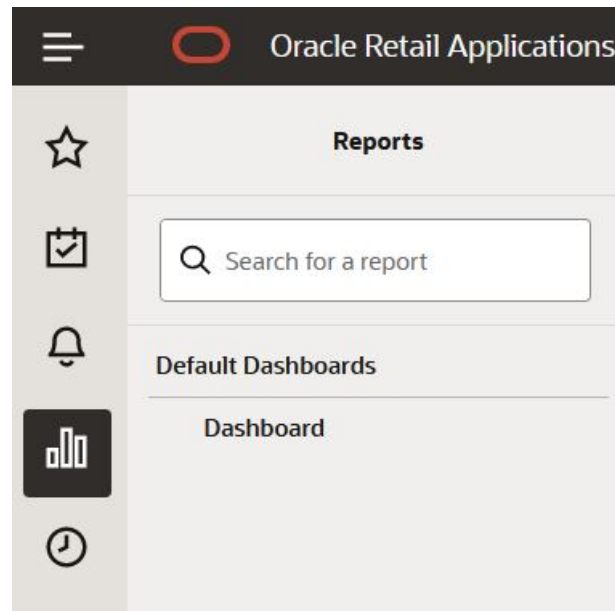 Oracle Retail Applications
Reports
Search for a report
Default Dashboards
Dashboard